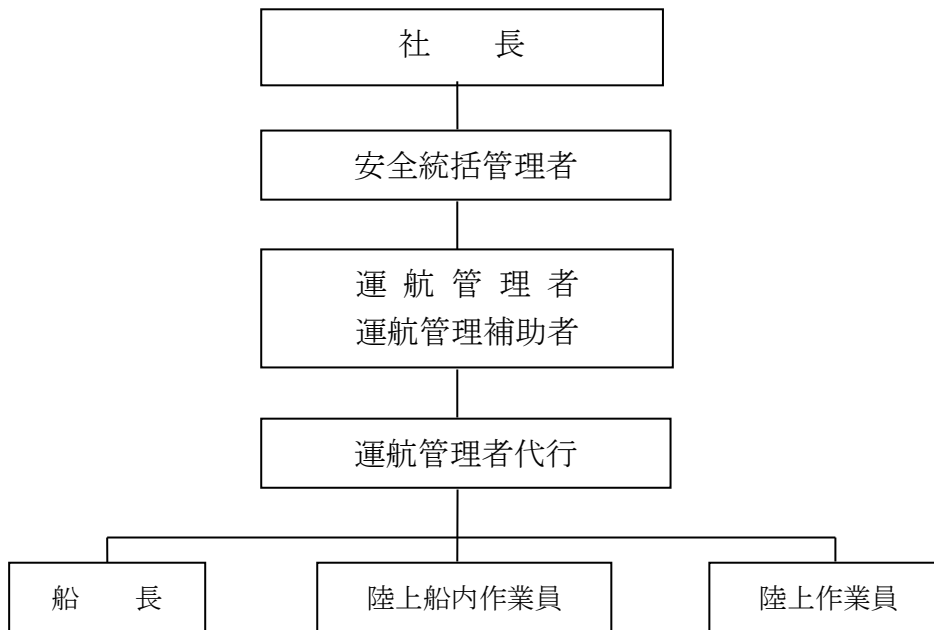 社　　長
安全統括管理者
運 航 管 理 者
運航管理補助者
運航管理者代行
船　　長
陸上船内作業員
陸上作業員